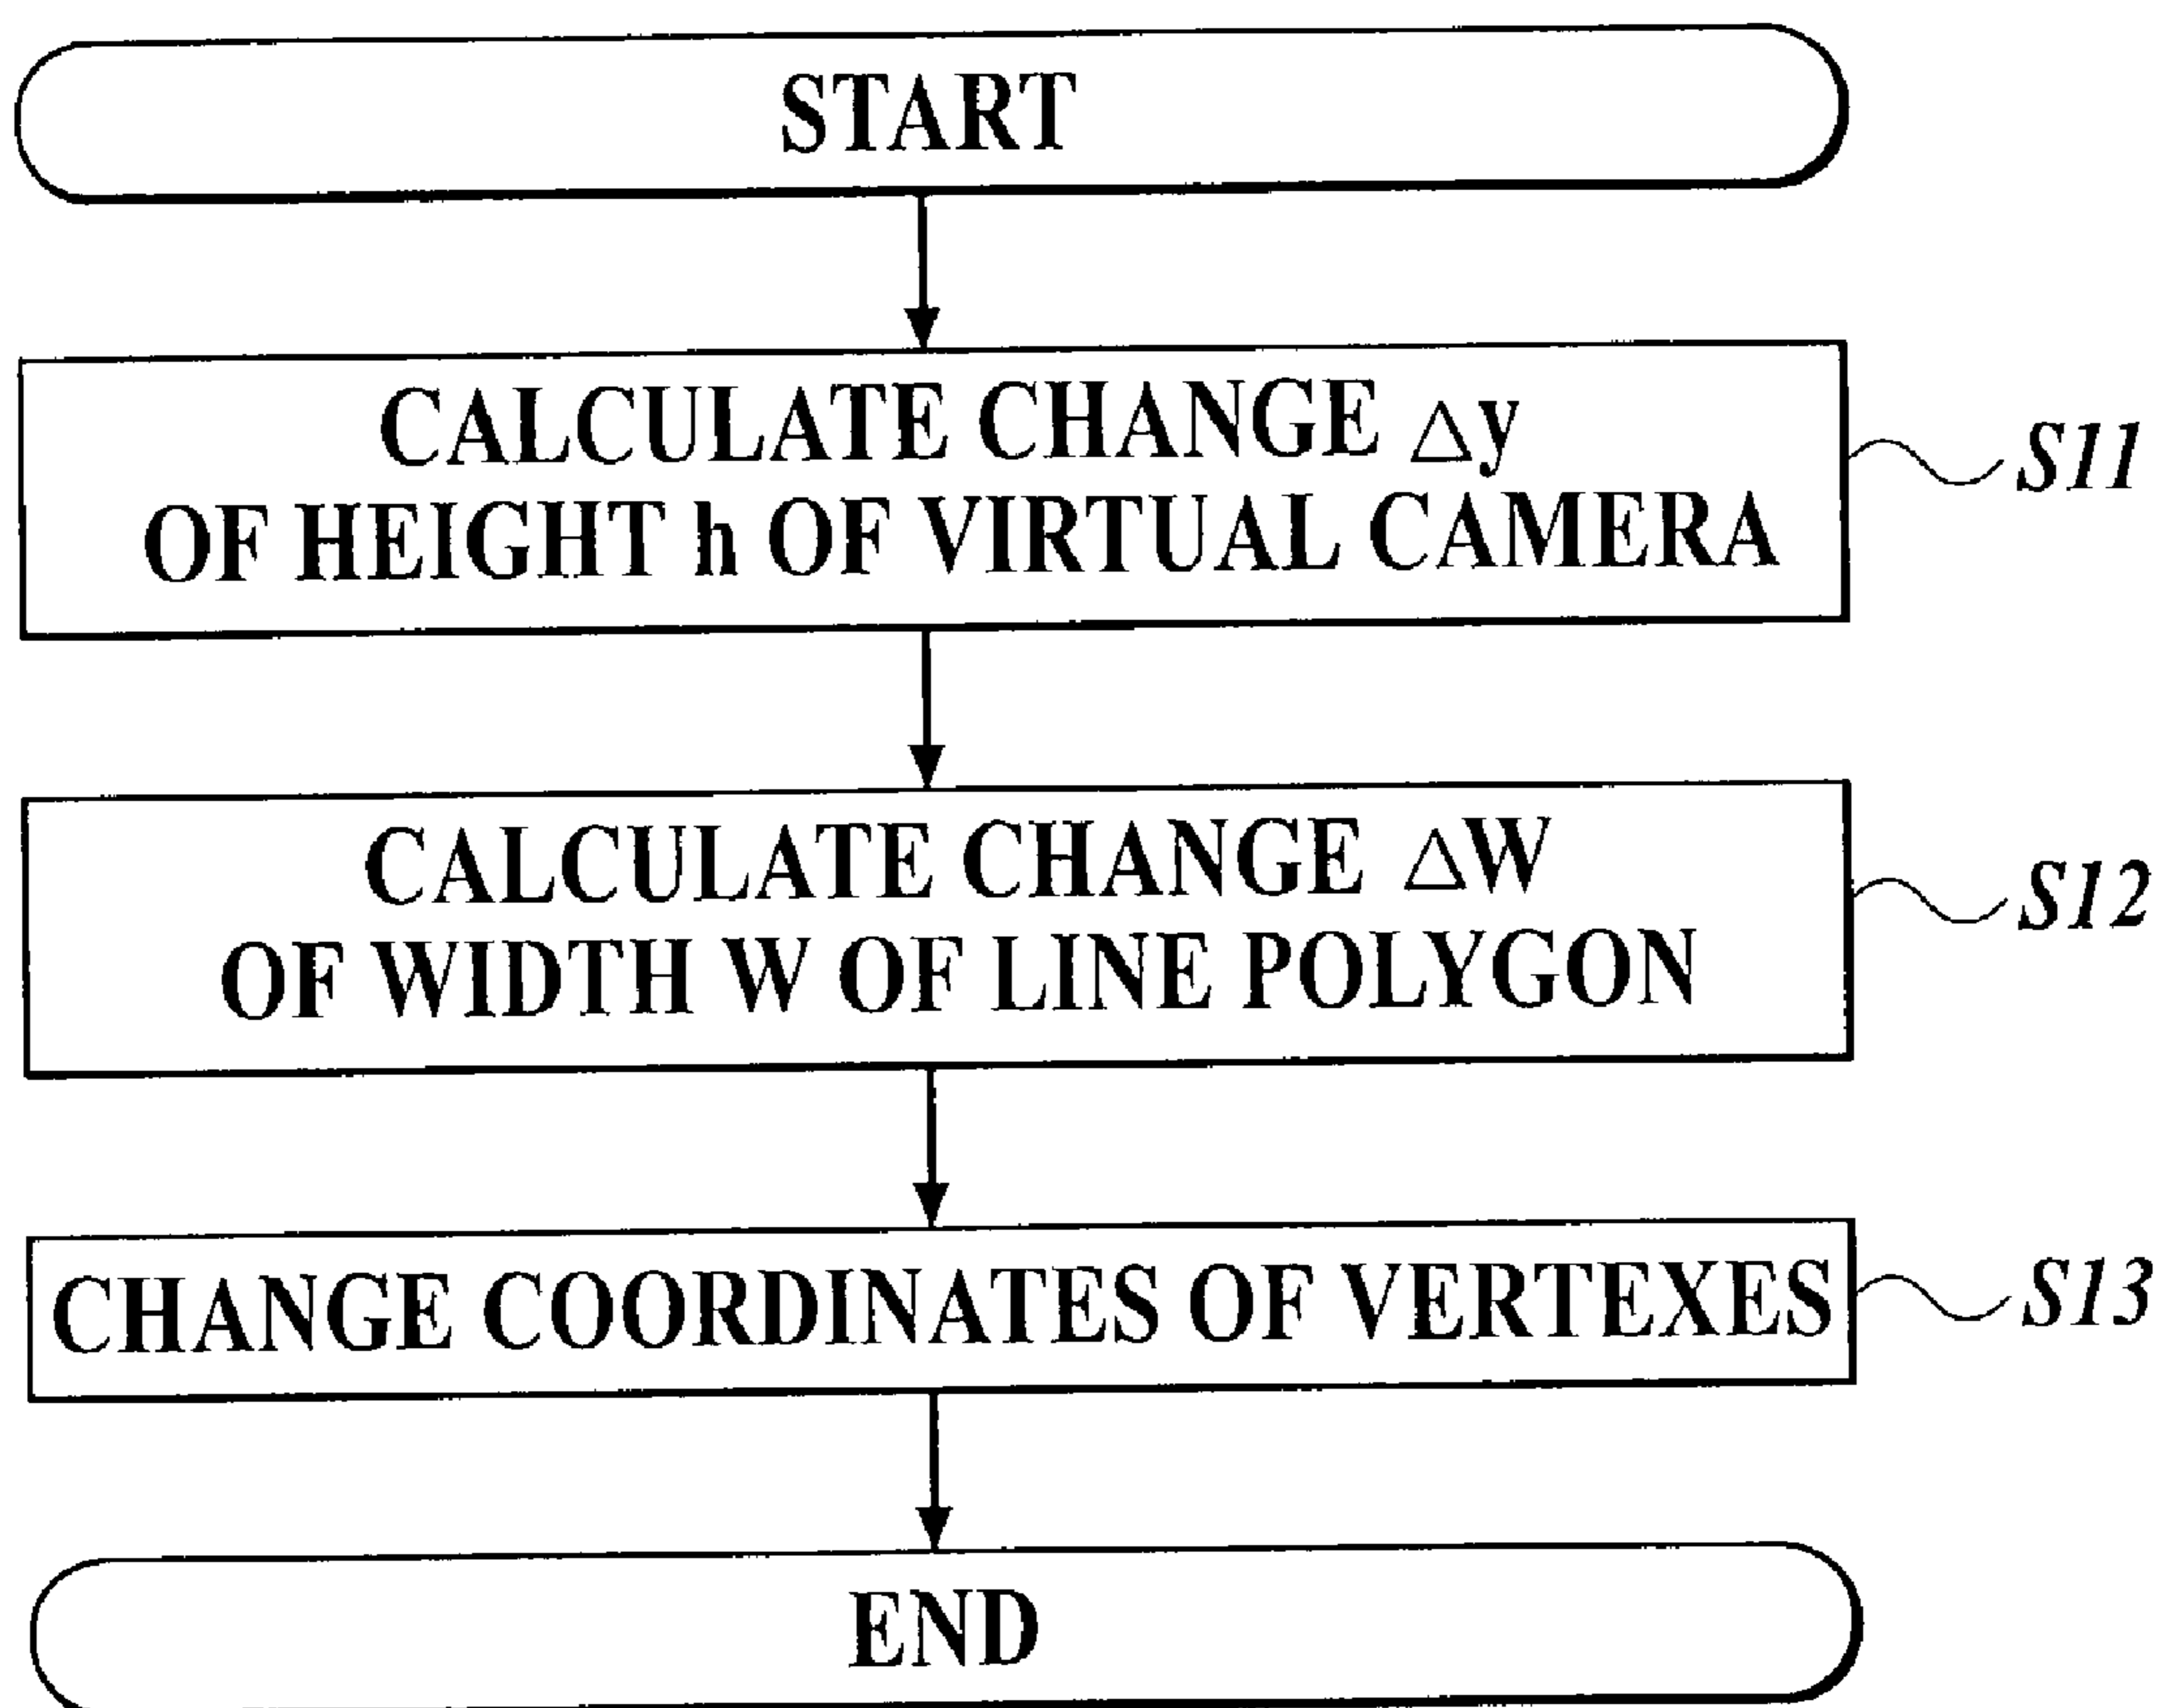 START
CALCULATE CHANGE △y
OF HEIGHT h OF VIRTUAL CAMERA
S11
CALCULATE CHANGE △W
OF WIDTH W OF LINE POLYGON
S12
CHANGE COORDINATES OF VERTEXES
S13
END